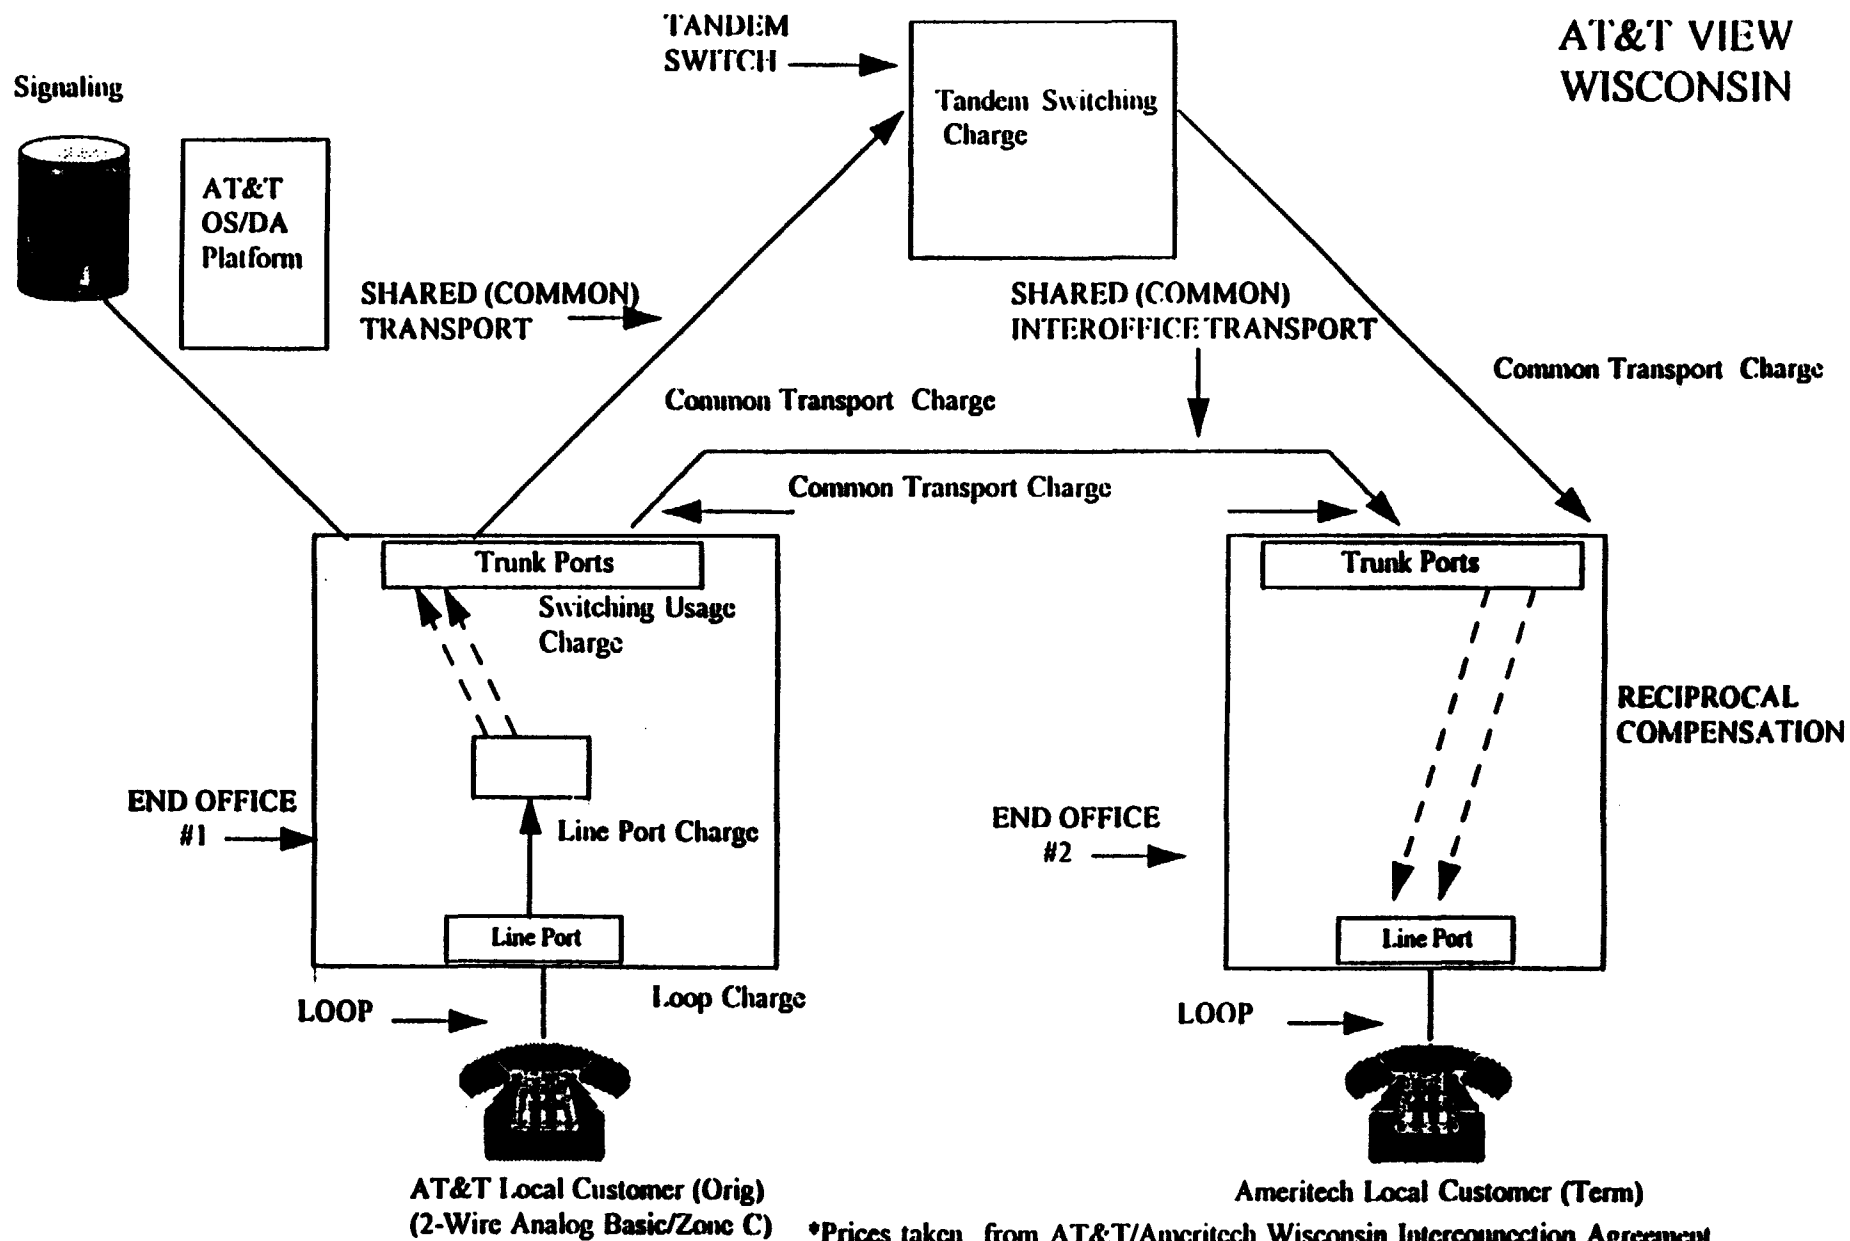 TANDEM
SWITCH
AT&T VIEW
WISCONSIN
Signaling
Tandem Switching
Charge
AT&T
OS/DA
Platform
SHARED (COMMON)
TRANSPORT
SHARED (COMMON)
INTEROFFICE TRANSPORT
Common Transport Charge
Common Transport Charge
Common Transport Charge
Trunk Ports
Trunk Ports
Switching Usage
Charge
RECIPROCAL
COMPENSATION
END OFFICE
#1
Line Port Charge
END OFFICE
#2
Line Port
Line Port
Loop Charge
LOOP
LOOP
AT&T Local Customer (Orig)
(2-Wire Analog Basic/Zone C)
Ameritech Local Customer (Term)
*Prices taken from AT&T/Ameritech Wisconsin Interconnection Agreement